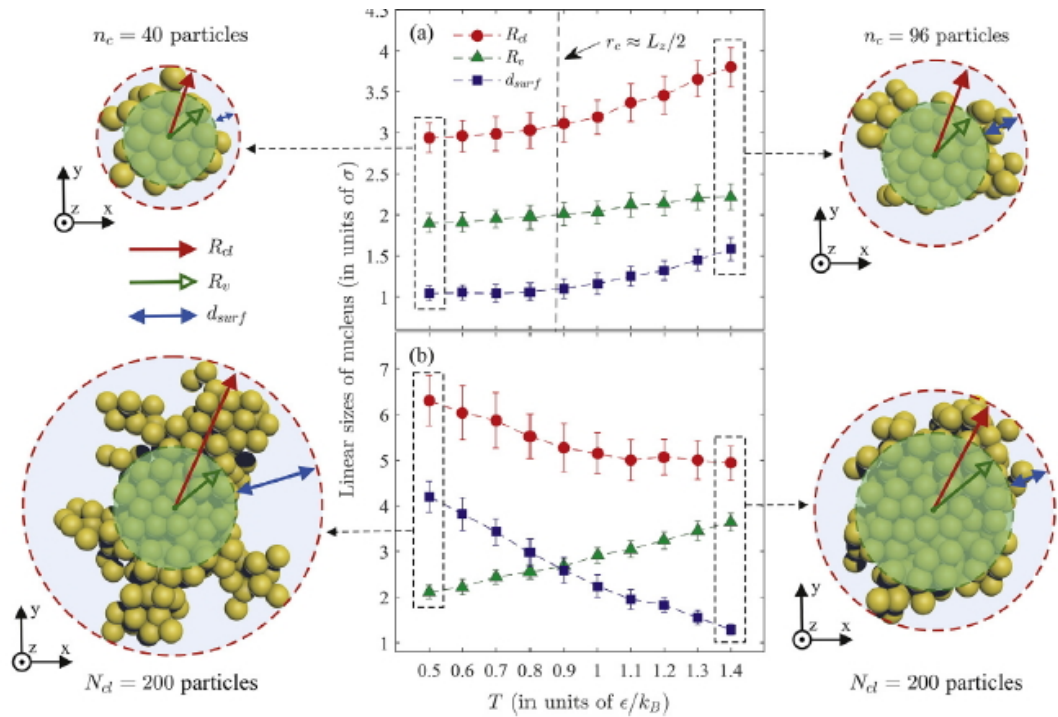 n_c = 40 particles
y
z
x
R_cl
R_v
d_surf
y
z
x
N_cl = 200 particles
Linear sizes of nucleus (in units of σ)
4.5
4
3.5
3
2.5
2
1.5
1
(a)
R_cl
R_v
d_surf
r_c ≈ L_z/2
7
6
5
4
3
2
1
(b)
0.5 0.6 0.7 0.8 0.9 1 1.1 1.2 1.3 1.4
T (in units of ϵ/k_B)
n_c = 96 particles
y
z
x
y
z
x
N_cl = 200 particles